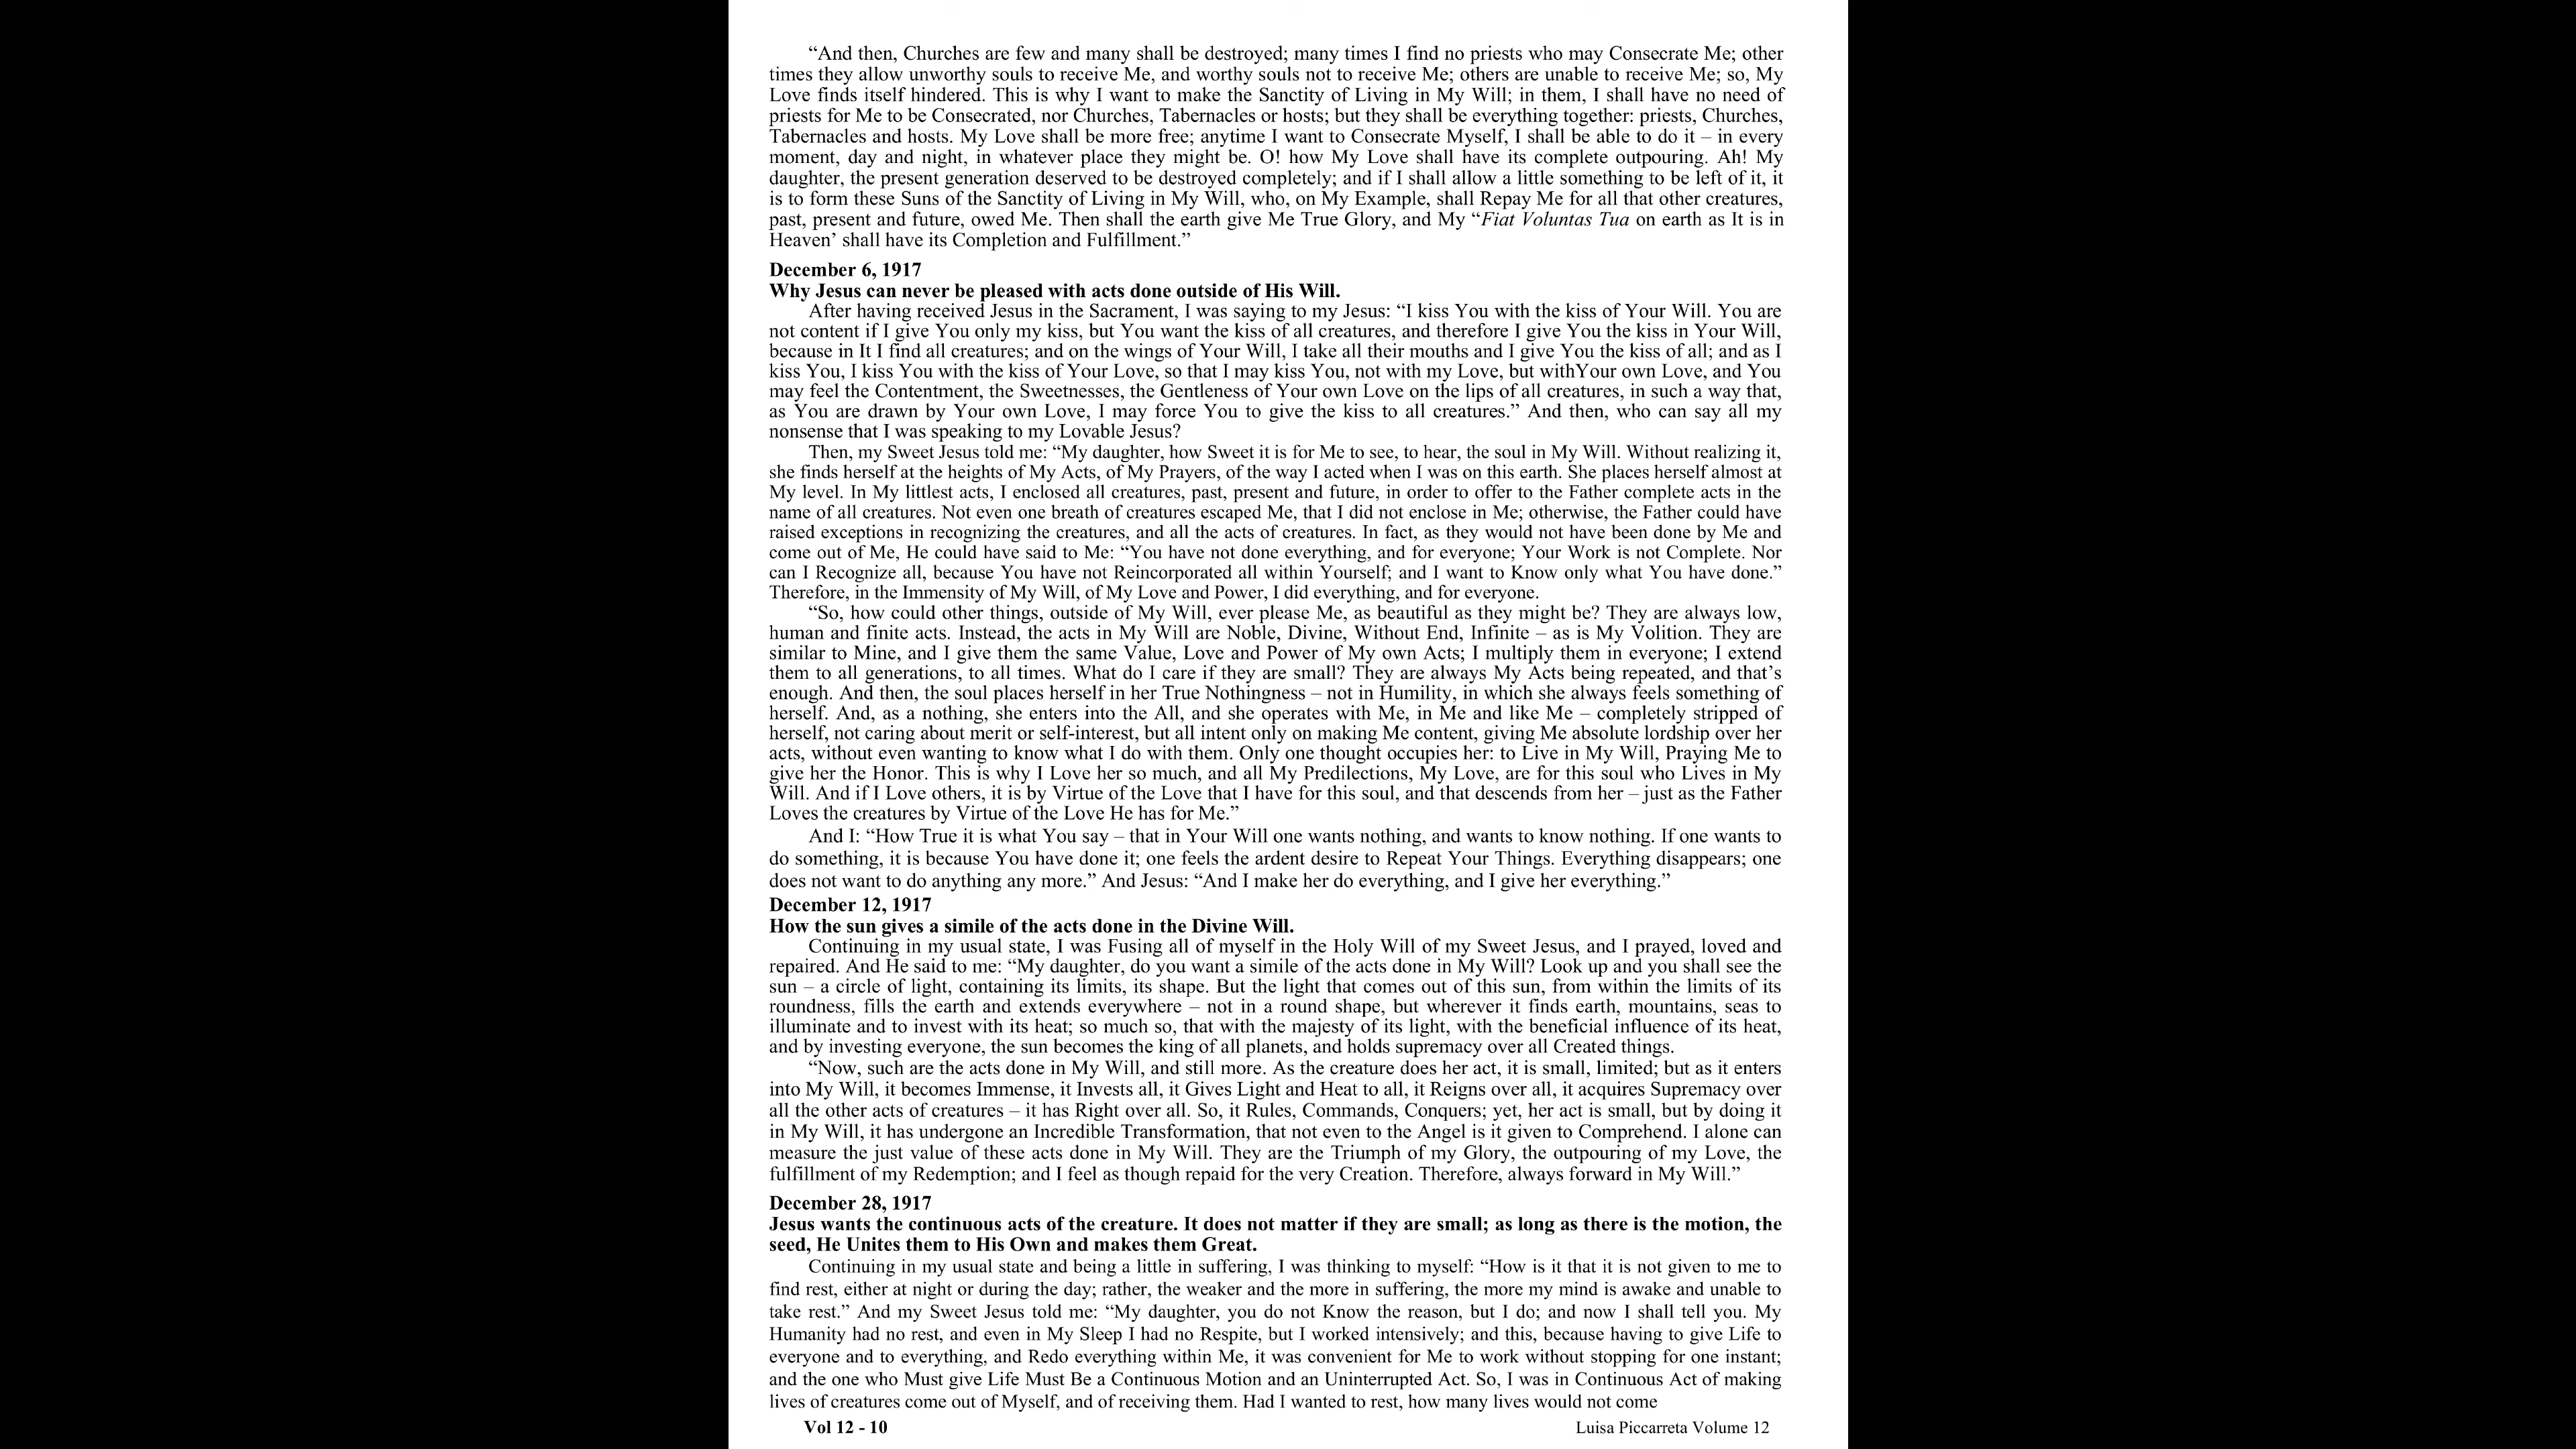 “And then, Churches are few and many shall be destroyed; many times I find no priests who may Consecrate Me; other
times they allow unworthy souls to receive Me, and worthy souls not to receive Me; others are unable to receive Me; so, My
Love finds itself hindered. This is why I want to make the Sanctity of Living in My Will; in them, I shall have no need of
priests for Me to be Consecrated, nor Churches, Tabernacles or hosts; but they shall be everything together: priests, Churches,
Tabernacles and hosts. My Love shall be more free; anytime I want to Consecrate Myself, I shall be able to do it – in every
moment, day and night, in whatever place they might be. O! how My Love shall have its complete outpouring. Ah! My
daughter, the present generation deserved to be destroyed completely; and if I shall allow a little something to be left of it, it
is to form these Suns of the Sanctity of Living in My Will, who, on My Example, shall Repay Me for all that other creatures,
past, present and future, owed Me. Then shall the earth give Me True Glory, and My “Fiat Voluntas Tua on earth as It is in
Heaven’ shall have its Completion and Fulfillment.”
December 6, 1917
Why Jesus can never be pleased with acts done outside of His Will.
After having received Jesus in the Sacrament, I was saying to my Jesus: “I kiss You with the kiss of Your Will. You are
not content if I give You only my kiss, but You want the kiss of all creatures, and therefore I give You the kiss in Your Will,
because in It I find all creatures; and on the wings of Your Will, I take all their mouths and I give You the kiss of all; and as I
kiss You, I kiss You with the kiss of Your Love, so that I may kiss You, not with my Love, but withYour own Love, and You
may feel the Contentment, the Sweetnesses, the Gentleness of Your own Love on the lips of all creatures, in such a way that,
as You are drawn by Your own Love, I may force You to give the kiss to all creatures.” And then, who can say all my
nonsense that I was speaking to my Lovable Jesus?
Then, my Sweet Jesus told me: “My daughter, how Sweet it is for Me to see, to hear, the soul in My Will. Without realizing it,
she finds herself at the heights of My Acts, of My Prayers, of the way I acted when I was on this earth. She places herself almost at
My level. In My littlest acts, I enclosed all creatures, past, present and future, in order to offer to the Father complete acts in the
name of all creatures. Not even one breath of creatures escaped Me, that I did not enclose in Me; otherwise, the Father could have
raised exceptions in recognizing the creatures, and all the acts of creatures. In fact, as they would not have been done by Me and
come out of Me, He could have said to Me: “You have not done everything, and for everyone; Your Work is not Complete. Nor
can I Recognize all, because You have not Reincorporated all within Yourself; and I want to Know only what You have done.”
Therefore, in the Immensity of My Will, of My Love and Power, I did everything, and for everyone.
“So, how could other things, outside of My Will, ever please Me, as beautiful as they might be? They are always low,
human and finite acts. Instead, the acts in My Will are Noble, Divine, Without End, Infinite – as is My Volition. They are
similar to Mine, and I give them the same Value, Love and Power of My own Acts; I multiply them in everyone; I extend
them to all generations, to all times. What do I care if they are small? They are always My Acts being repeated, and that’s
enough. And then, the soul places herself in her True Nothingness – not in Humility, in which she always feels something of
herself. And, as a nothing, she enters into the All, and she operates with Me, in Me and like Me – completely stripped of
herself, not caring about merit or self-interest, but all intent only on making Me content, giving Me absolute lordship over her
acts, without even wanting to know what I do with them. Only one thought occupies her: to Live in My Will, Praying Me to
give her the Honor. This is why I Love her so much, and all My Predilections, My Love, are for this soul who Lives in My
Will. And if I Love others, it is by Virtue of the Love that I have for this soul, and that descends from her – just as the Father
Loves the creatures by Virtue of the Love He has for Me.”
And I: “How True it is what You say – that in Your Will one wants nothing, and wants to know nothing. If one wants to
do something, it is because You have done it; one feels the ardent desire to Repeat Your Things. Everything disappears; one
does not want to do anything any more.” And Jesus: “And I make her do everything, and I give her everything.”
December 12, 1917
How the sun gives a simile of the acts done in the Divine Will.
Continuing in my usual state, I was Fusing all of myself in the Holy Will of my Sweet Jesus, and I prayed, loved and
repaired. And He said to me: “My daughter, do you want a simile of the acts done in My Will? Look up and you shall see the
sun – a circle of light, containing its limits, its shape. But the light that comes out of this sun, from within the limits of its
roundness, fills the earth and extends everywhere – not in a round shape, but wherever it finds earth, mountains, seas to
illuminate and to invest with its heat; so much so, that with the majesty of its light, with the beneficial influence of its heat,
and by investing everyone, the sun becomes the king of all planets, and holds supremacy over all Created things.
“Now, such are the acts done in My Will, and still more. As the creature does her act, it is small, limited; but as it enters
into My Will, it becomes Immense, it Invests all, it Gives Light and Heat to all, it Reigns over all, it acquires Supremacy over
all the other acts of creatures – it has Right over all. So, it Rules, Commands, Conquers; yet, her act is small, but by doing it
in My Will, it has undergone an Incredible Transformation, that not even to the Angel is it given to Comprehend. I alone can
measure the just value of these acts done in My Will. They are the Triumph of my Glory, the outpouring of my Love, the
fulfillment of my Redemption; and I feel as though repaid for the very Creation. Therefore, always forward in My Will.”
December 28, 1917
Jesus wants the continuous acts of the creature. It does not matter if they are small; as long as there is the motion, the
seed, He Unites them to His Own and makes them Great.
Continuing in my usual state and being a little in suffering, I was thinking to myself: “How is it that it is not given to me to
find rest, either at night or during the day; rather, the weaker and the more in suffering, the more my mind is awake and unable to
take rest.” And my Sweet Jesus told me: “My daughter, you do not Know the reason, but I do; and now I shall tell you. My
Humanity had no rest, and even in My Sleep I had no Respite, but I worked intensively; and this, because having to give Life to
everyone and to everything, and Redo everything within Me, it was convenient for Me to work without stopping for one instant;
and the one who Must give Life Must Be a Continuous Motion and an Uninterrupted Act. So, I was in Continuous Act of making
lives of creatures come out of Myself, and of receiving them. Had I wanted to rest, how many lives would not come
Vol 12 - 10
Luisa Piccarreta Volume 12